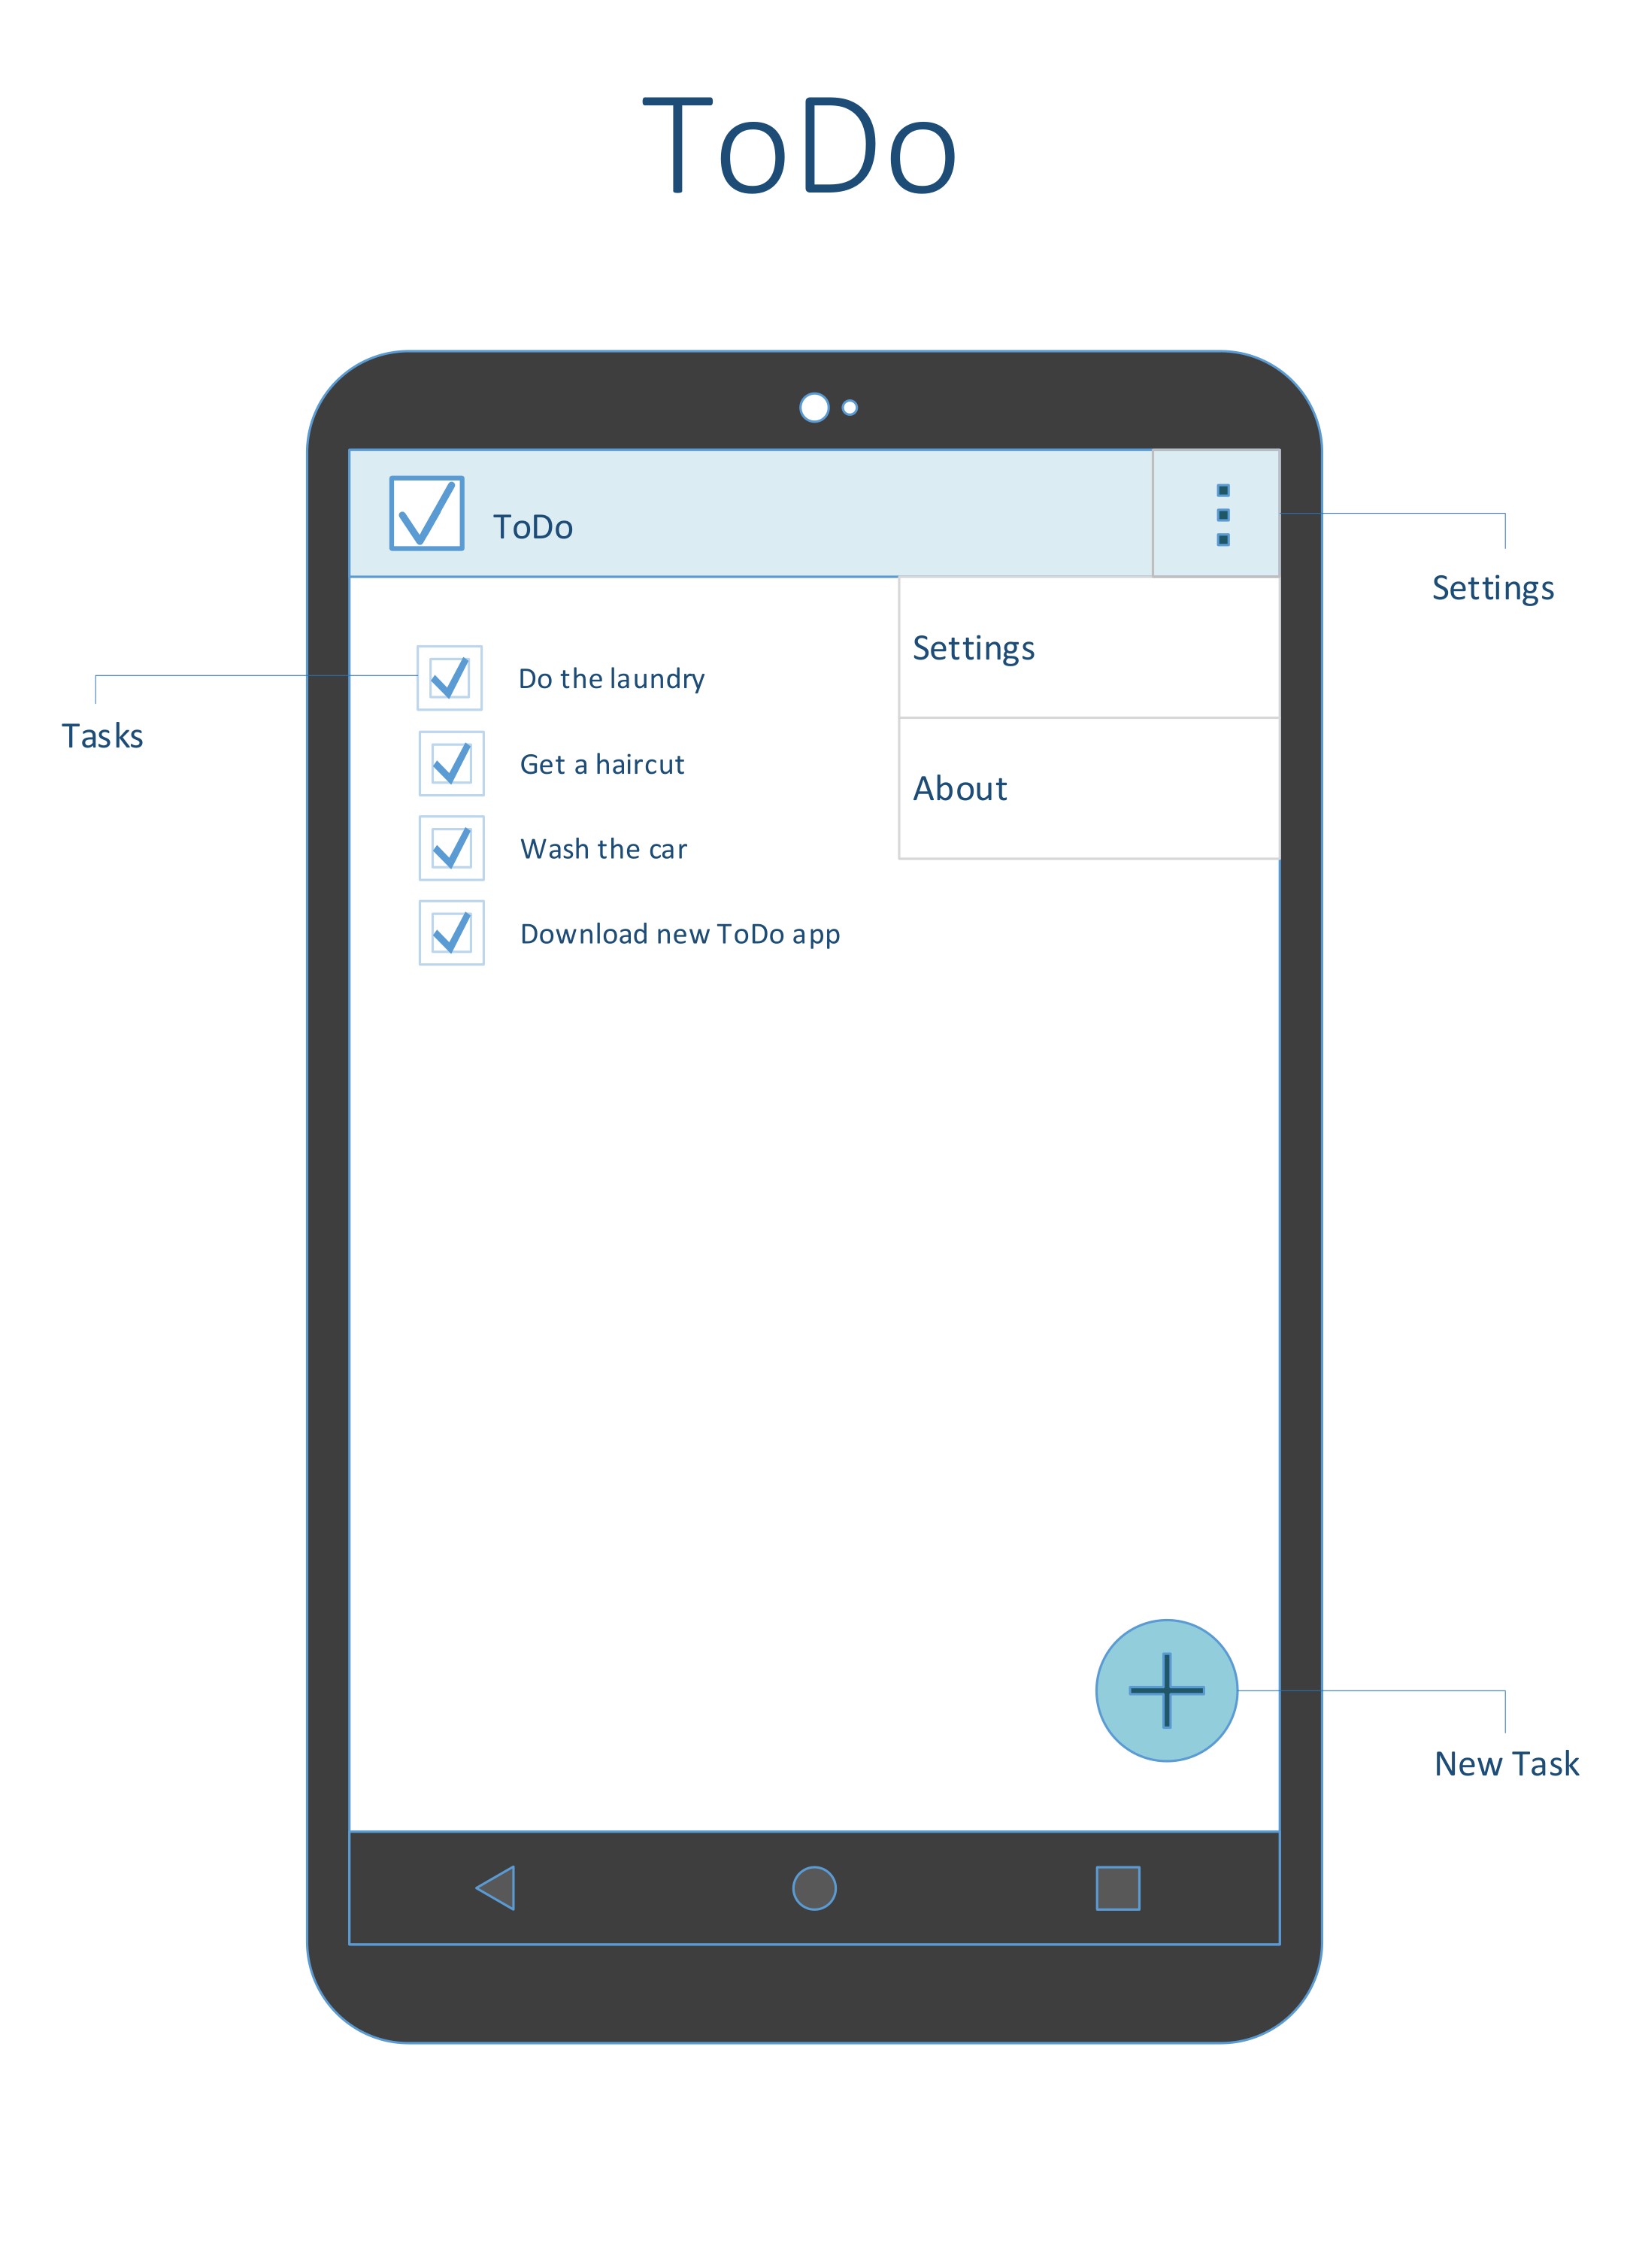 ToDo
ToDo
Settings
Settings
Do the laundry
Tasks
Get a haircut
About
Wash the car
Download new ToDo app
New Task